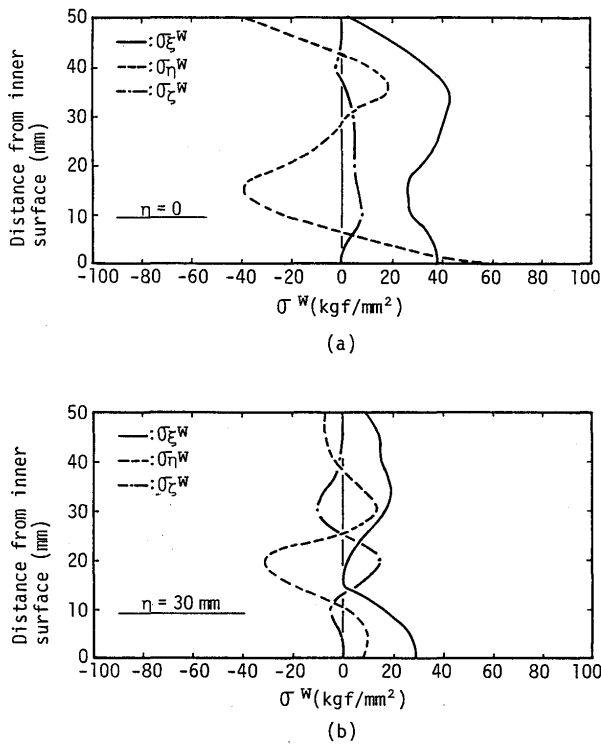 Distance from inner
surface (mm)
50
40
30
20
10
0
——:σξᵂ
-----:σηᵂ
—·—:σζᵂ
η=0
-100 -80 -60 -40 -20 0 20 40 60 80 100
σ ᵂ(kgf/mm²)
(a)
Distance from inner
surface (mm)
50
40
30
20
10
0
——:σξᵂ
-----:σηᵂ
—·—:σζᵂ
η = 30 mm
-100 -80 -60 -40 -20 0 20 40 60 80 100
σ ᵂ(kgf/mm²)
(b)